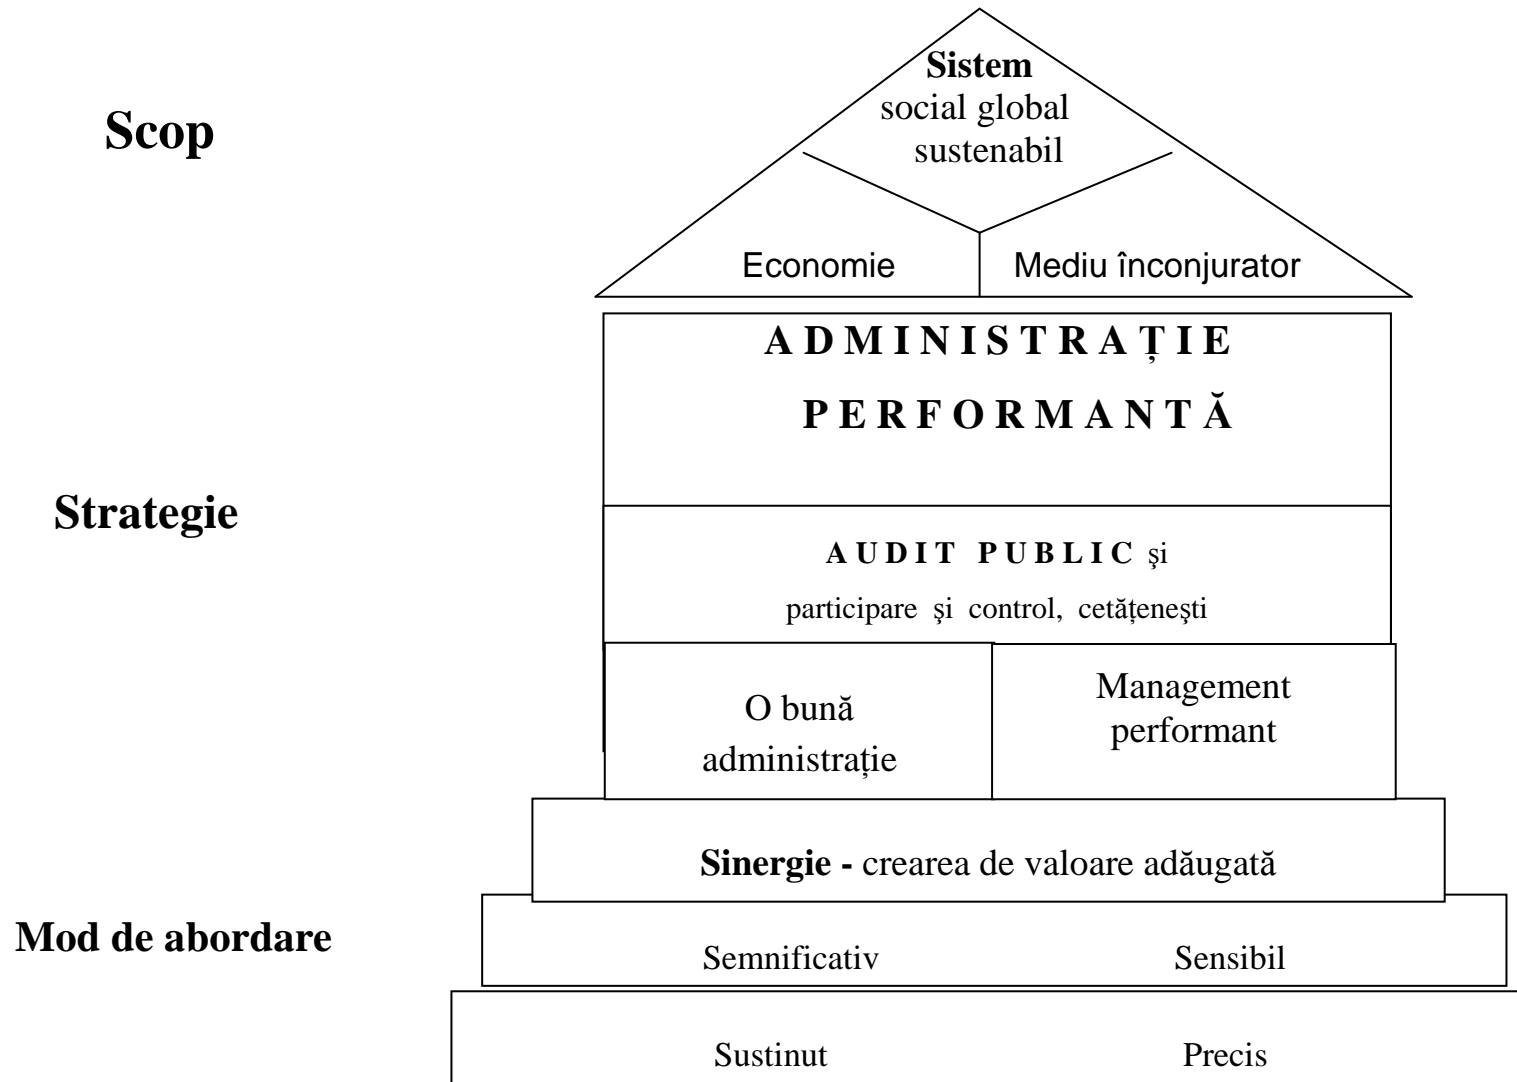 Sistem
social global
sustenabil
Scop
Economie Mediu înconjurator
A D M I N I S T R A Ț I E
P E R F O R M A N T Ă
Strategie
A U D I T P U B L I C şi
participare şi control, cetățeneşti
O bună
administrație
Management
performant
Sinergie - crearea de valoare adăugată
Mod de abordare
Semnificativ Sensibil
Sustinut Precis